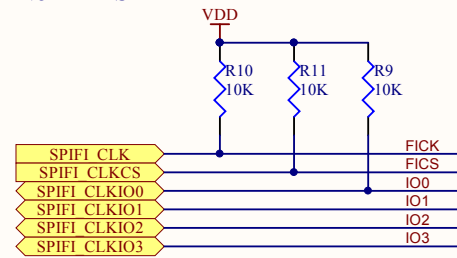 VDD
R10
10K
R11
10K
R9
10K
SPIFI_CLK
FICK
SPIFI_CLKCS
FICS
SPIFI_CLKIO0
IO0
SPIFI_CLKIO1
IO1
SPIFI_CLKIO2
IO2
SPIFI_CLKIO3
IO3